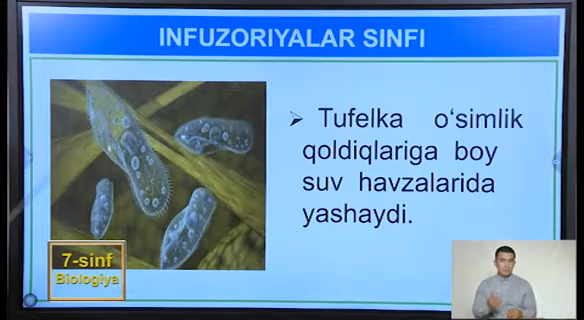 INFUZORIYALAR SINFI
➢ Tufelka o‘simlik
qoldiqlariga boy
suv havzalarida
yashaydi.
7-sinf
Biologiya